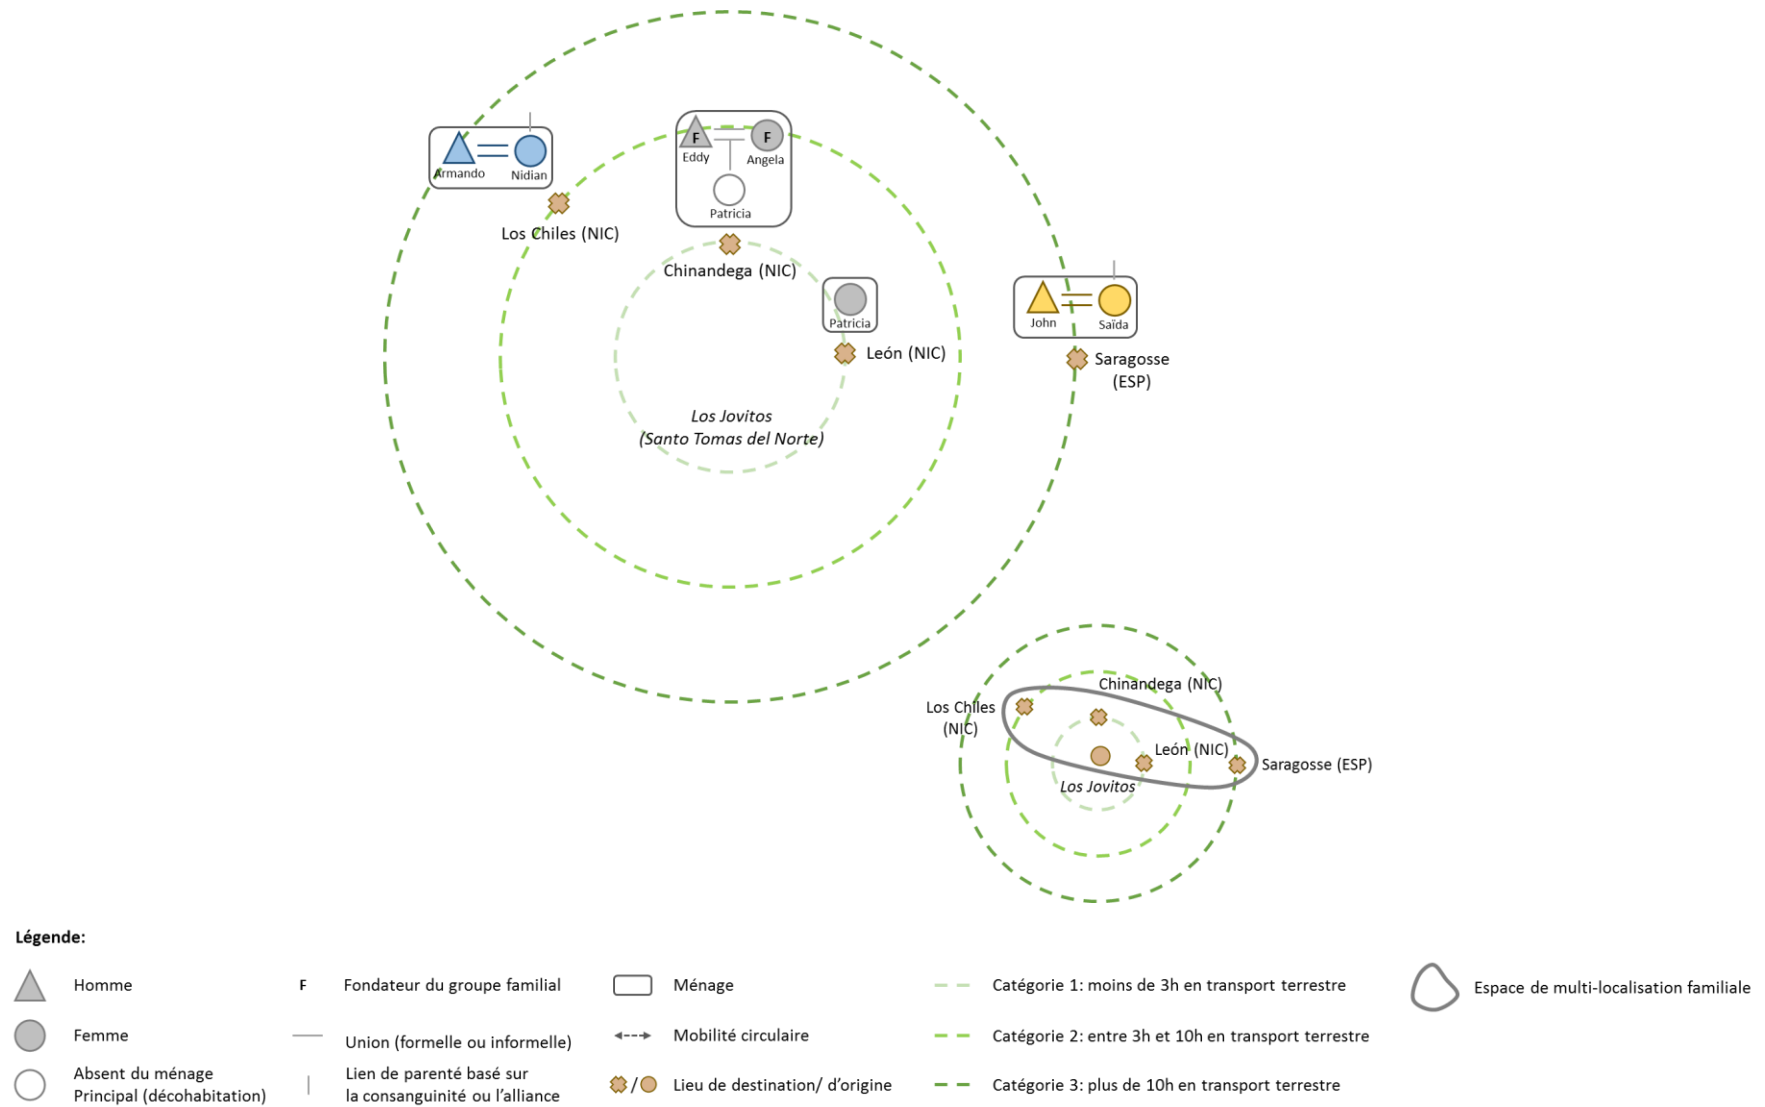 F
F
Eddy
Angela
Armando
Nidian
Patricia
Los Chiles (NIC)
Chinandega (NIC)
Patricia
John
Saïda
León (NIC)
Saragosse
(ESP)
Los Jovitos
(Santo Tomas del Norte)
Chinandega (NIC)
Los Chiles
(NIC)
León (NIC)
Saragosse (ESP)
Los Jovitos
Légende:
Homme
Femme
Absent du ménage
Principal (décohabitation)
F
Fondateur du groupe familial
Union (formelle ou informelle)
Lien de parenté basé sur
la consanguinité ou l'alliance
Ménage
Mobilité circulaire
/
Lieu de destination/ d'origine
Catégorie 1: moins de 3h en transport terrestre
Catégorie 2: entre 3h et 10h en transport terrestre
Catégorie 3: plus de 10h en transport terrestre
Espace de multi-localisation familiale